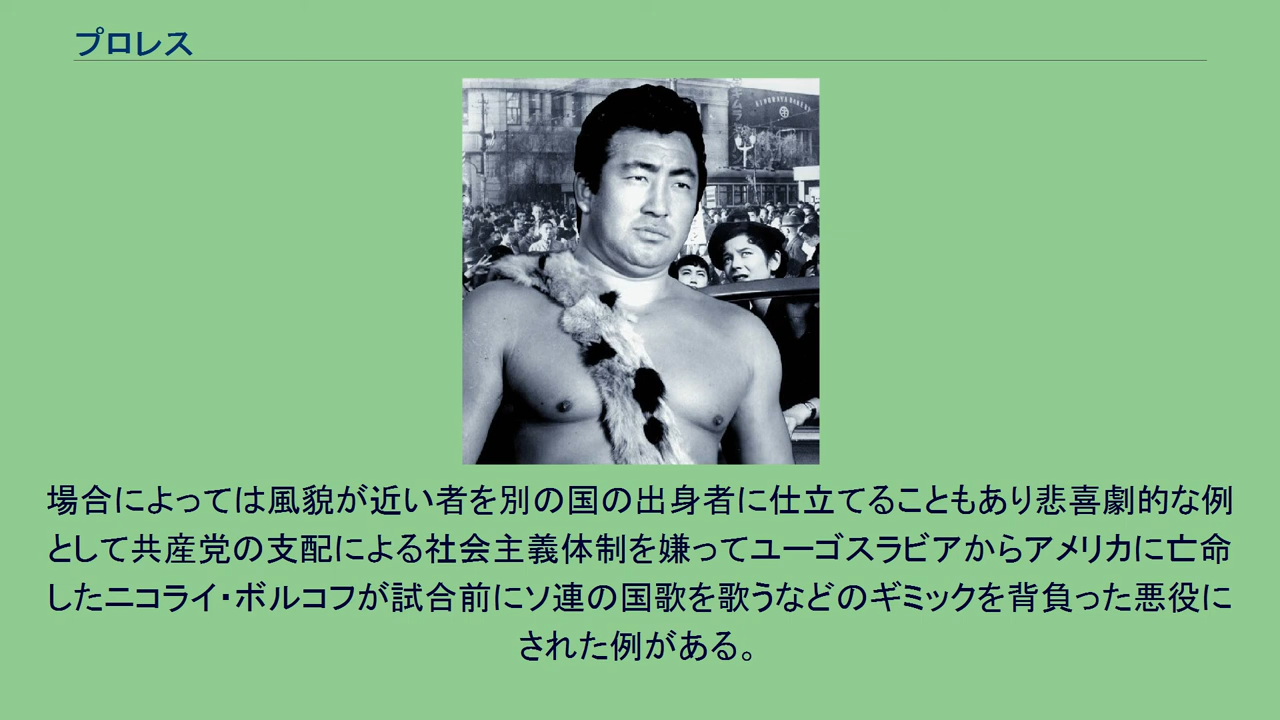 プロレス
場合によっては風貌が近い者を別の国の出身者に仕立てることもあり悲喜劇的な例
として共産党の支配による社会主義体制を嫌ってユーゴスラビアからアメリカに亡命
したニコライ・ボルコフが試合前にソ連の国歌を歌うなどのギミックを背負った悪役に
された例がある。